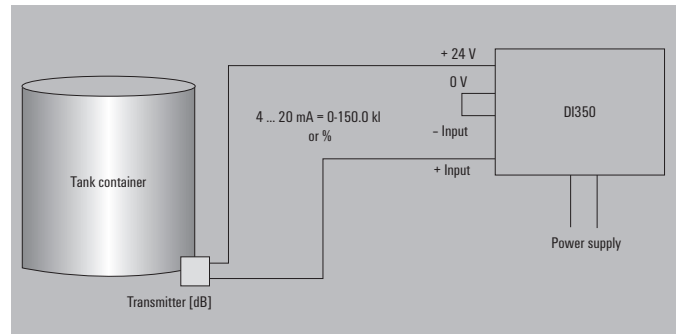 + 24 V
0 V
DI350
4 ... 20 mA = 0-150.0 kl
or %
– Input
+ Input
Tank container
Power supply
Transmitter [dB]